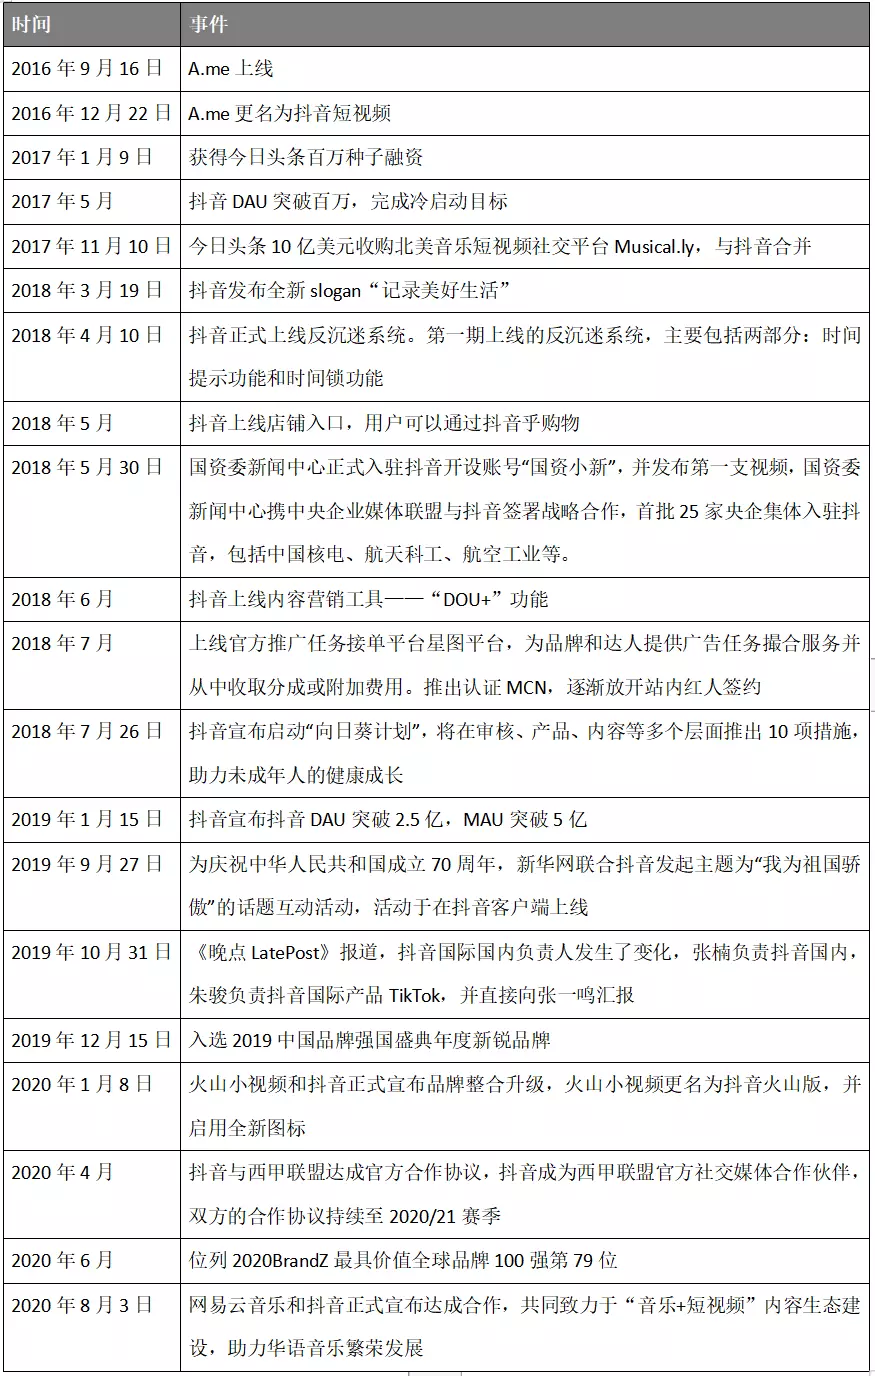 时间 事件
2016 年 9 月 16 日 A.me 上线
2016 年 12 月 22 日 A.me 更名为抖音短视频
2017 年 1 月 9 日 获得今日头条百万种子融资
2017 年 5 月 抖音 DAU 突破百万，完成冷启动目标
2017 年 11 月 10 日 今日头条 10 亿美元收购北美音乐短视频社交平台 Musical.ly，与抖音合并
2018 年 3 月 19 日 抖音发布全新 slogan“记录美好生活”
2018 年 4 月 10 日 抖音正式上线反沉迷系统。第一期上线的反沉迷系统，主要包括两部分：时间
提示功能和时间锁功能
2018 年 5 月 抖音上线店铺入口，用户可以通过抖音乎购物
2018 年 5 月 30 日 国资委新闻中心正式入驻抖音开设账号“国资小新”，并发布第一支视频，国资委
新闻中心携中央企业媒体联盟与抖音签署战略合作，首批 25 家央企集体入驻抖
音，包括中国核电、航天科工、航空工业等。
2018 年 6 月 抖音上线内容营销工具——“DOU+”功能
2018 年 7 月 上线官方推广任务接单平台星图平台，为品牌和达人提供广告任务撮合服务并
从中收取分成或附加费用。推出认证 MCN，逐渐放开站内红人签约
2018 年 7 月 26 日 抖音宣布启动“向日葵计划”，将在审核、产品、内容等多个层面推出 10 项措施，
助力未成年人的健康成长
2019 年 1 月 15 日 抖音宣布抖音 DAU 突破 2.5 亿，MAU 突破 5 亿
2019 年 9 月 27 日 为庆祝中华人民共和国成立 70 周年，新华网联合抖音发起主题为“我为祖国骄
傲”的话题互动活动，活动于在抖音客户端上线
2019 年 10 月 31 日 《晚点 LatePost》报道，抖音国际国内负责人发生了变化，张楠负责抖音国内，
朱骏负责抖音国际产品 TikTok，并直接向张一鸣汇报
2019 年 12 月 15 日 入选 2019 中国品牌强国盛典年度新锐品牌
2020 年 1 月 8 日 火山小视频和抖音正式宣布品牌整合升级，火山小视频更名为抖音火山版，并
启用全新图标
2020 年 4 月 抖音与西甲联盟达成官方合作协议，抖音成为西甲联盟官方社交媒体合作伙伴，
双方的合作协议持续至 2020/21 赛季
2020 年 6 月 位列 2020BrandZ 最具价值全球品牌 100 强第 79 位
2020 年 8 月 3 日 网易云音乐和抖音正式宣布达成合作，共同致力于“音乐+短视频”内容生态建
设，助力华语音乐繁荣发展